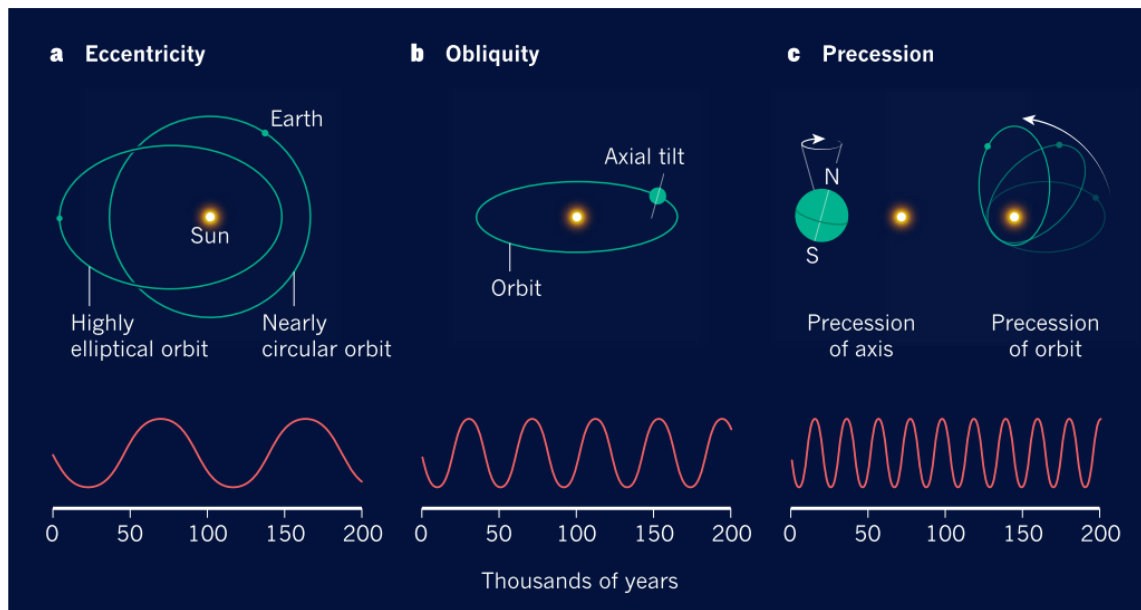 a Eccentricity
Earth
Sun
Highly
elliptical orbit
Nearly
circular orbit
0 50 100 150 200
b Obliquity
Axial tilt
Orbit
0 50 100 150 200
c Precession
N
S
Precession
of axis
Precession
of orbit
0 50 100 150 200
Thousands of years